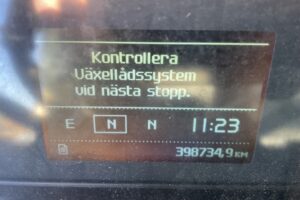 Kontrollera
Växellådssystem
vid nästa stopp.
E N N 11:23
398734,9 KM